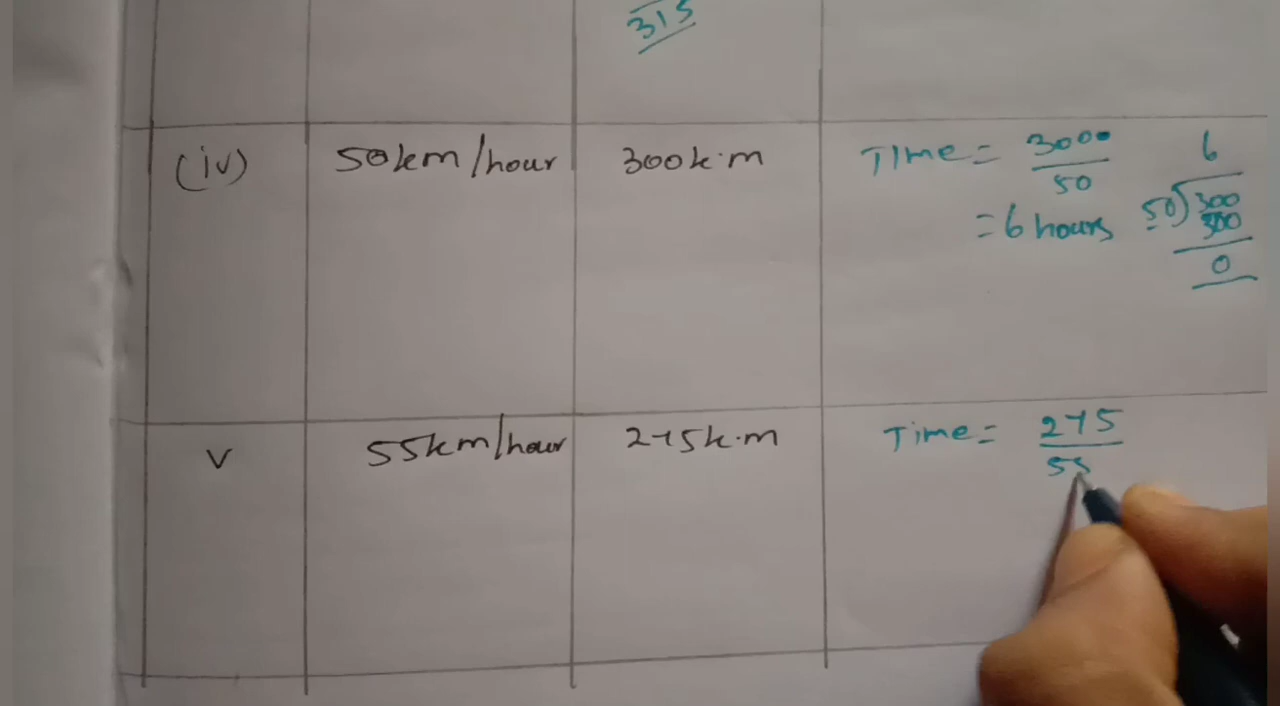 315
(iv) 50km/hour 300k.m Time = 3000/50 6
= 6 hours 50)300
300
0
v 55km/hour 275k.m Time = 275/55